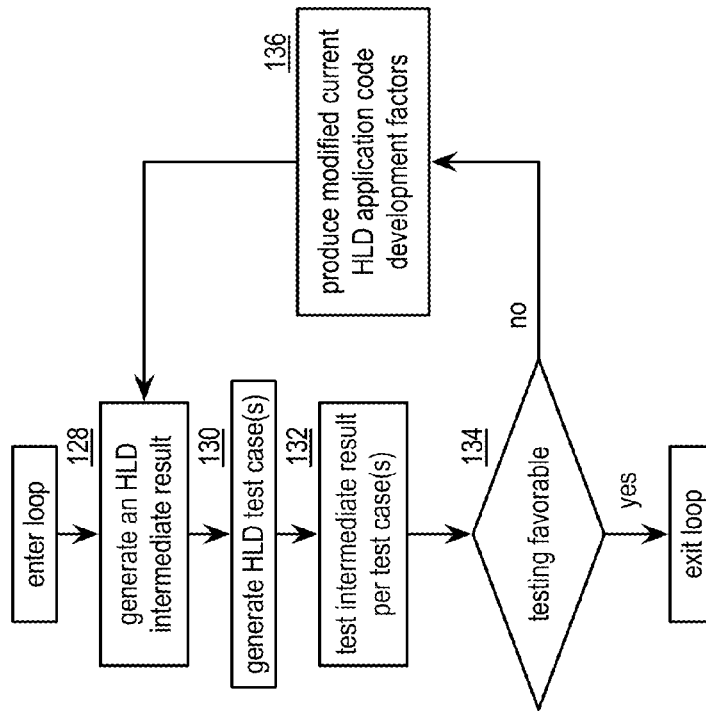 enter loop
128
generate an HLD
intermediate result
130
generate HLD test case(s)
132
test intermediate result
per test case(s)
134
testing favorable
yes
exit loop
no
136
produce modified current
HLD application code
development factors